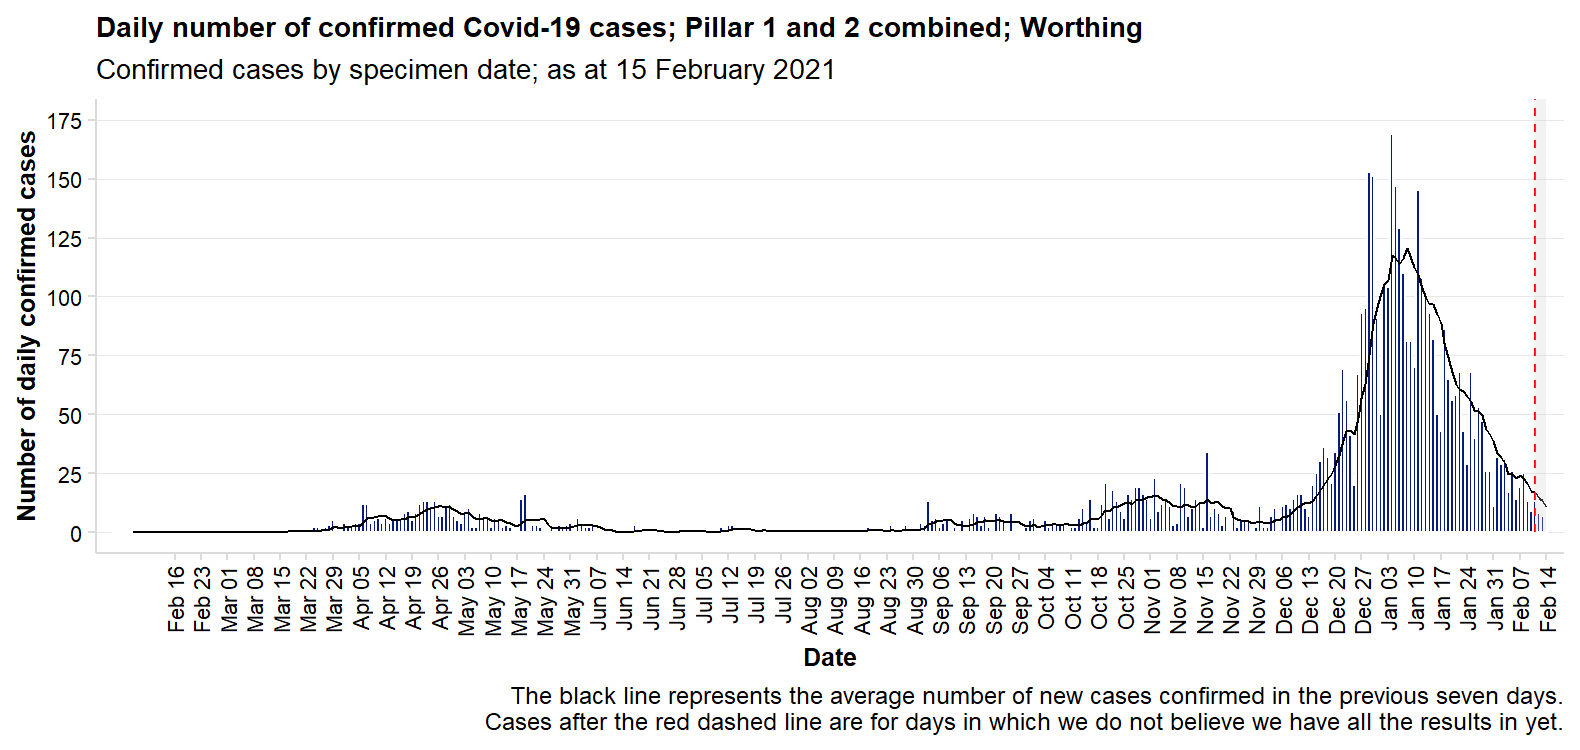 Daily number of confirmed Covid-19 cases; Pillar 1 and 2 combined; Worthing
Confirmed cases by specimen date; as at 15 February 2021
Number of daily confirmed cases
175
150
125
100
75
50
25
0
Feb 16
Feb 23
Mar 01
Mar 08
Mar 15
Mar 22
Mar 29
Apr 05
Apr 12
Apr 19
Apr 26
May 03
May 10
May 17
May 24
May 31
Jun 07
Jun 14
Jun 21
Jun 28
Jul 05
Jul 12
Jul 19
Jul 26
Aug 02
Aug 09
Aug 16
Aug 23
Aug 30
Sep 06
Sep 13
Sep 20
Sep 27
Oct 04
Oct 11
Oct 18
Oct 25
Nov 01
Nov 08
Nov 15
Nov 22
Nov 29
Dec 06
Dec 13
Dec 20
Dec 27
Jan 03
Jan 10
Jan 17
Jan 24
Jan 31
Feb 07
Feb 14
Date
The black line represents the average number of new cases confirmed in the previous seven days.
Cases after the red dashed line are for days in which we do not believe we have all the results in yet.